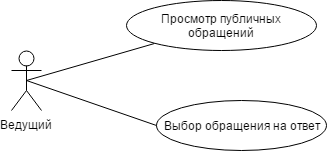 Просмотр публичных
обращений
Ведущий
Выбор обращения на ответ